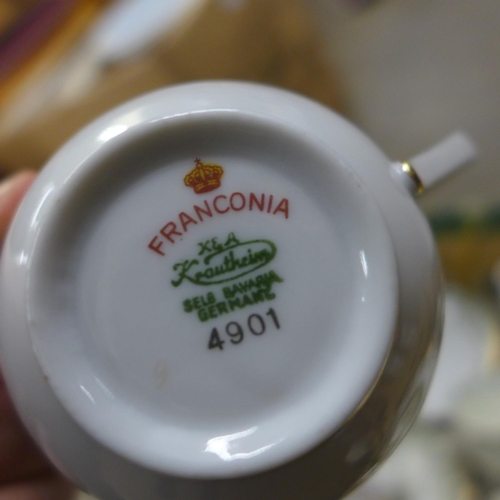 FRANCONIA
K&A
Krautheim
SELB BAVARIA
GERMANY
4901